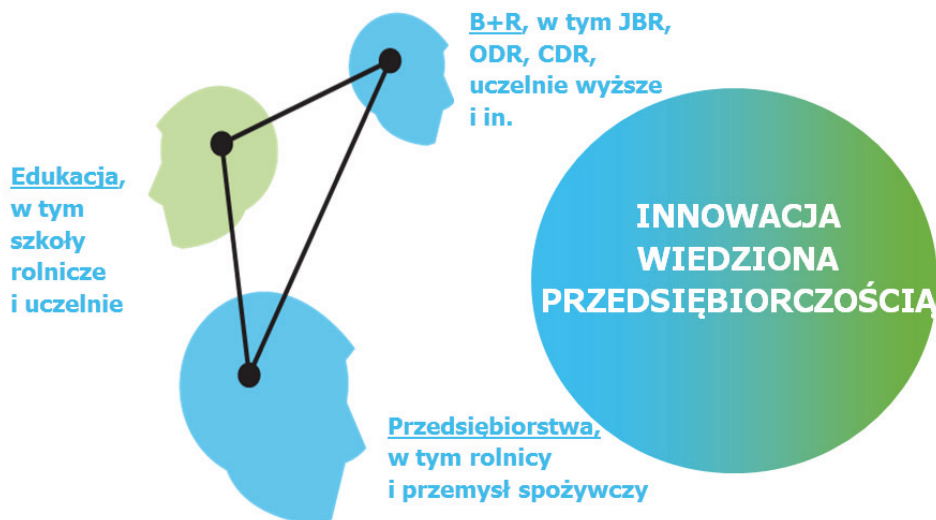 B+R, w tym JBR,
ODR, CDR,
uczelnie wyższe
i in.
Edukacja,
w tym
szkoły
rolnicze
i uczelnie
INNOWACJA
WIEDZIONA
PRZEDSIĘBIORCZOŚCIĄ
Przedsiębiorstwa,
w tym rolnicy
i przemysł spożywczy